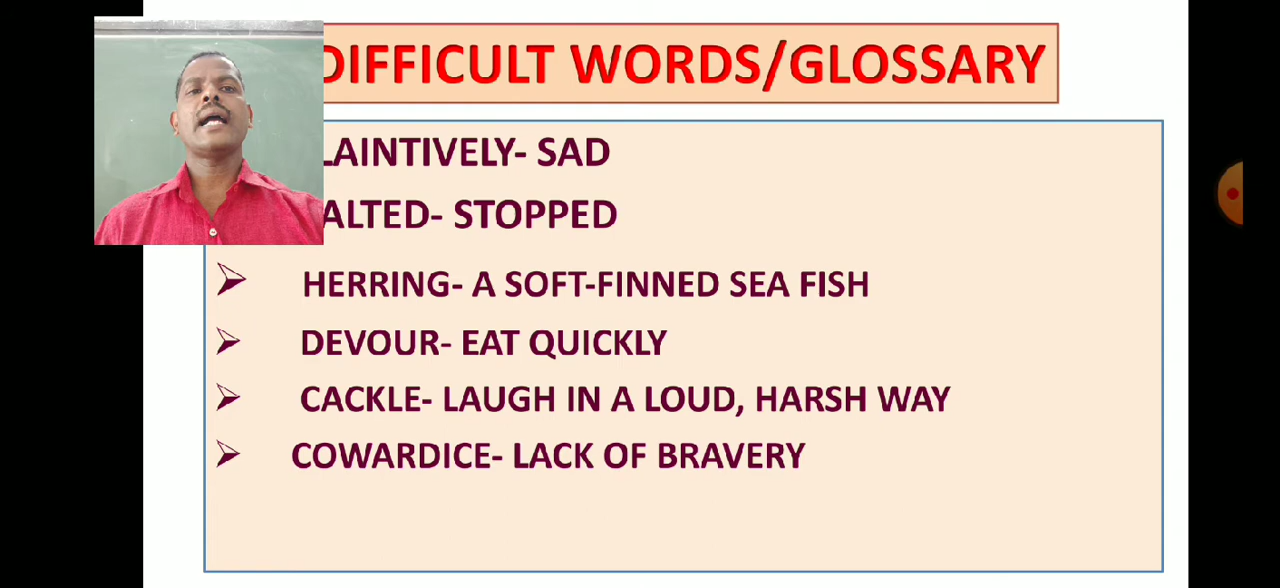 DIFFICULT WORDS/GLOSSARY
LAINTIVELY- SAD
ALTED- STOPPED
HERRING- A SOFT-FINNED SEA FISH
DEVOUR- EAT QUICKLY
CACKLE- LAUGH IN A LOUD, HARSH WAY
COWARDICE- LACK OF BRAVERY